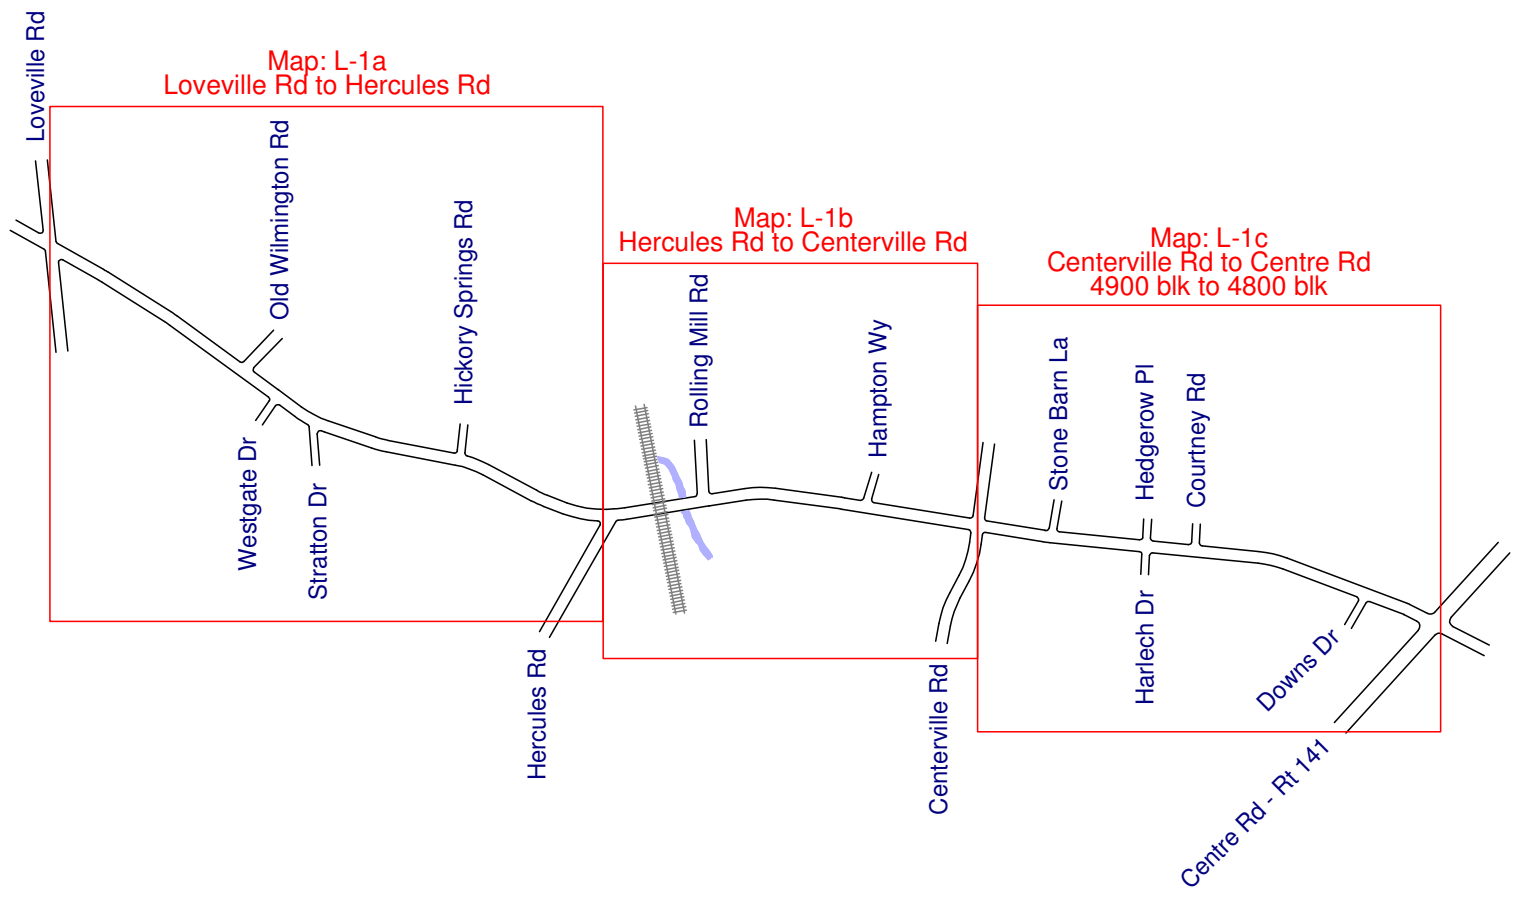 Loveville Rd
Map: L-1a
Loveville Rd to Hercules Rd
Old Wilmington Rd
Hickory Springs Rd
Westgate Dr
Stratton Dr
Hercules Rd
Map: L-1b
Hercules Rd to Centerville Rd
Rolling Mill Rd
Hampton Wy
Centerville Rd
Map: L-1c
Centerville Rd to Centre Rd
4900 blk to 4800 blk
Stone Barn La
Hedgerow Pl
Courtney Rd
Harlech Dr
Downs Dr
Centre Rd - Rt 141